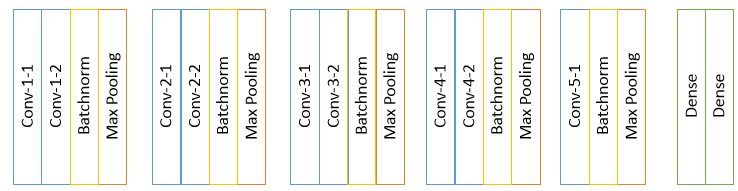 Conv-1-1
Conv-1-2
Batchnorm
Max Pooling
Conv-2-1
Conv-2-2
Batchnorm
Max Pooling
Conv-3-1
Conv-3-2
Batchnorm
Max Pooling
Conv-4-1
Conv-4-2
Batchnorm
Max Pooling
Conv-5-1
Batchnorm
Max Pooling
Dense
Dense